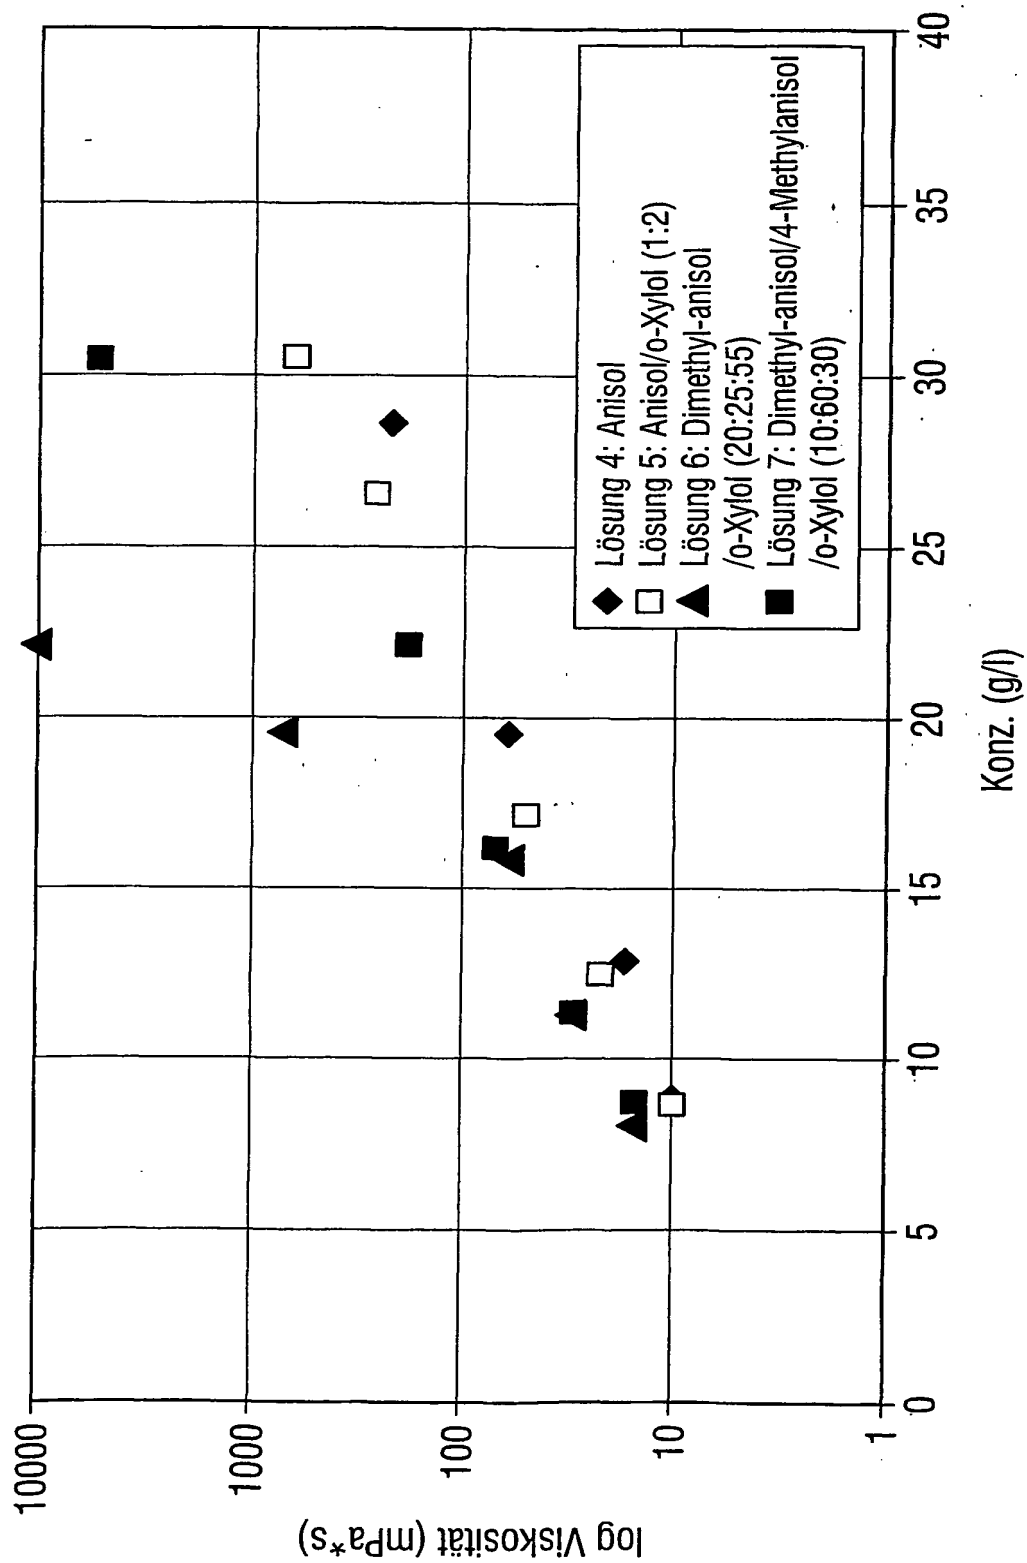 log Viskosität (mPa*s)
10000
1000
100
10
1
0
5
10
15
20
25
30
35
40
Konz. (g/l)
Lösung 4: Anisol
Lösung 5: Anisol/o-Xylol (1:2)
Lösung 6: Dimethyl-anisol
/o-Xylol (20:25:55)
Lösung 7: Dimethyl-anisol/4-Methylanisol
/o-Xylol (10:60:30)